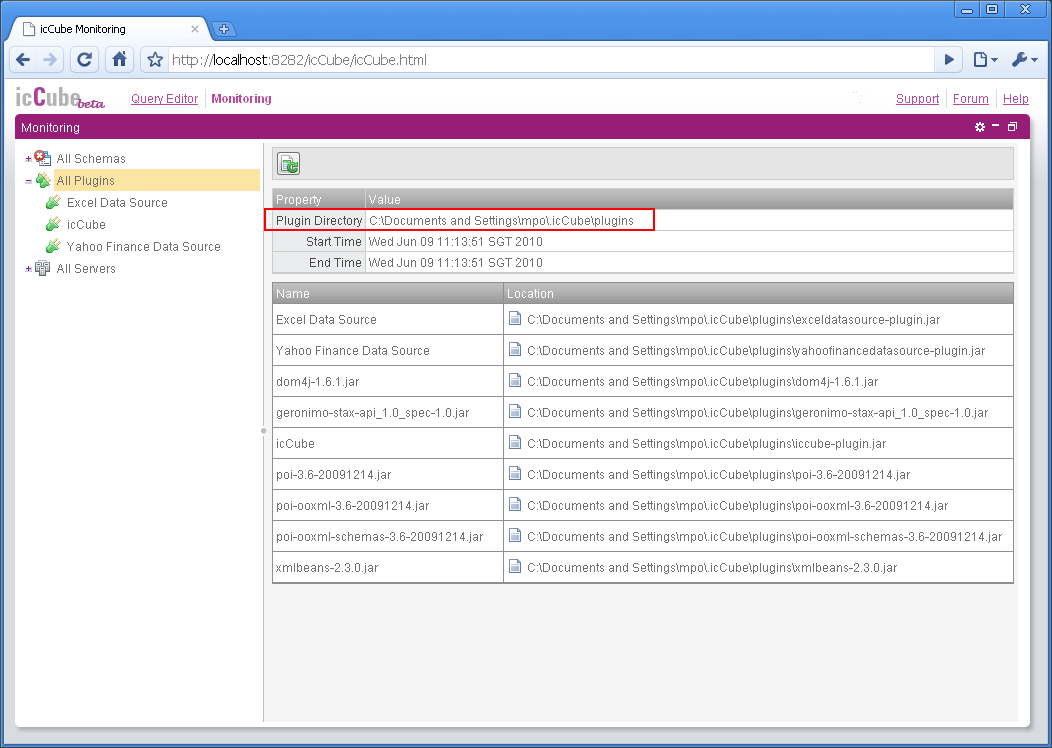 icCube Monitoring
http://localhost:8282/icCube/icCube.html
icCube beta Query Editor Monitoring Support Forum Help
Monitoring
All Schemas
All Plugins
Excel Data Source
icCube
Yahoo Finance Data Source
All Servers
Property Value
Plugin Directory C:\Documents and Settings\mpo\.icCube\plugins
Start Time Wed Jun 09 11:13:51 SGT 2010
End Time Wed Jun 09 11:13:51 SGT 2010
Name Location
Excel Data Source C:\Documents and Settings\mpo\.icCube\plugins\exceldatasource-plugin.jar
Yahoo Finance Data Source C:\Documents and Settings\mpo\.icCube\plugins\yahoofinancedatasource-plugin.jar
dom4j-1.6.1.jar C:\Documents and Settings\mpo\.icCube\plugins\dom4j-1.6.1.jar
geronimo-stax-api_1.0_spec-1.0.jar C:\Documents and Settings\mpo\.icCube\plugins\geronimo-stax-api_1.0_spec-1.0.jar
icCube C:\Documents and Settings\mpo\.icCube\plugins\iccube-plugin.jar
poi-3.6-20091214.jar C:\Documents and Settings\mpo\.icCube\plugins\poi-3.6-20091214.jar
poi-ooxml-3.6-20091214.jar C:\Documents and Settings\mpo\.icCube\plugins\poi-ooxml-3.6-20091214.jar
poi-ooxml-schemas-3.6-20091214.jar C:\Documents and Settings\mpo\.icCube\plugins\poi-ooxml-schemas-3.6-20091214.jar
xmlbeans-2.3.0.jar C:\Documents and Settings\mpo\.icCube\plugins\xmlbeans-2.3.0.jar